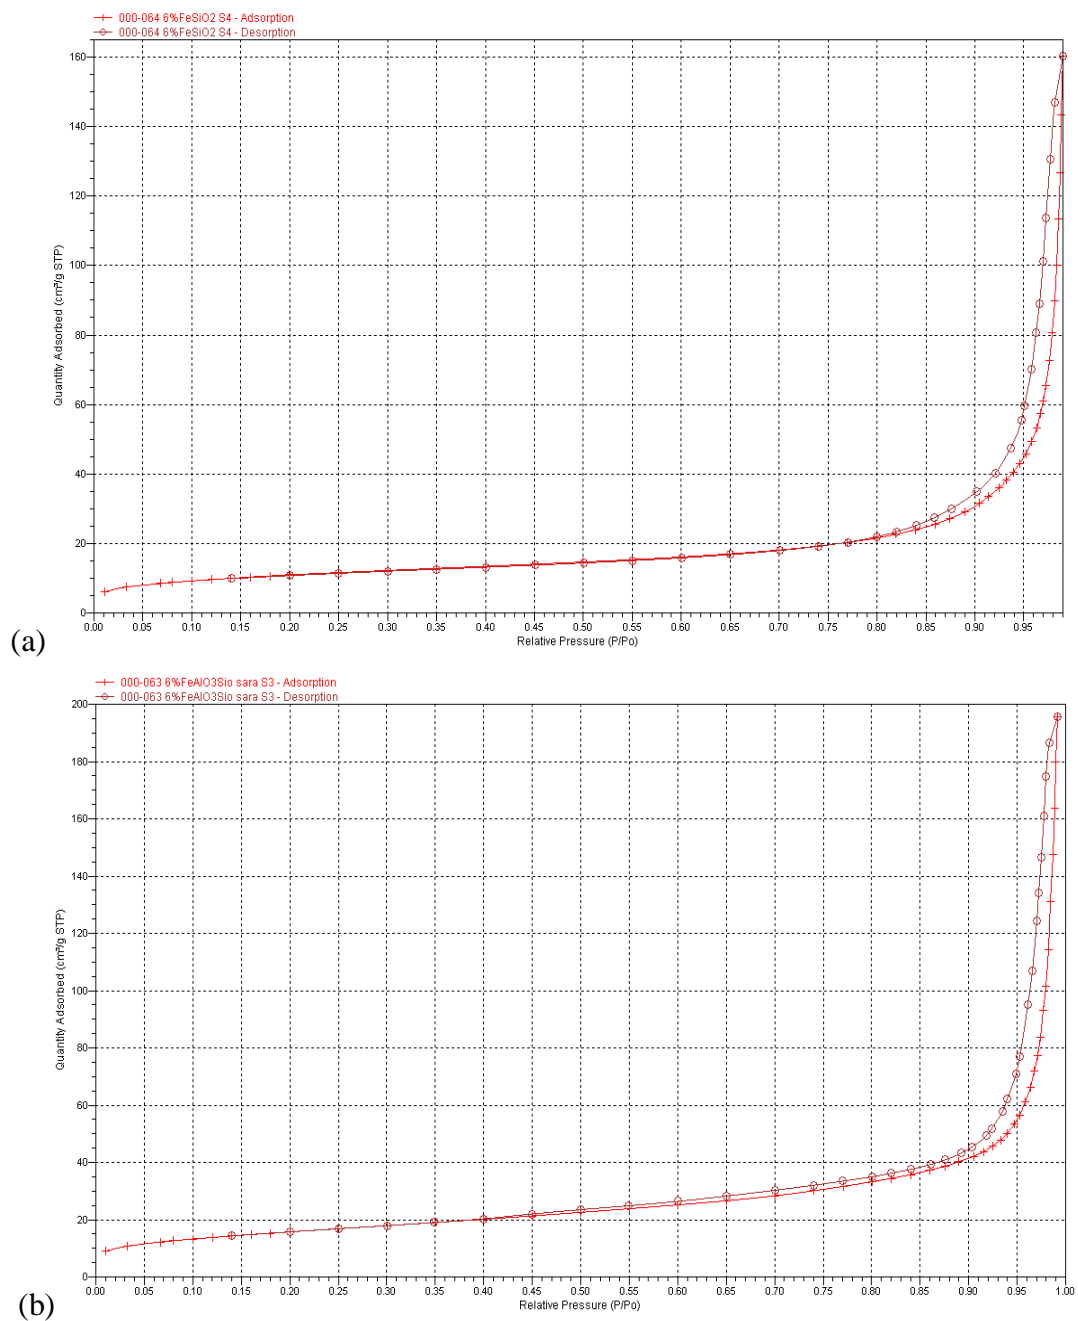 000-064 6%FeSiO2 S4 - Adsorption
000-064 6%FeSiO2 S4 - Desorption
160
140
120
100
80
60
40
20
0
Quantity Adsorbed (cm³/g STP)
0.00 0.05 0.10 0.15 0.20 0.25 0.30 0.35 0.40 0.45 0.50 0.55 0.60 0.65 0.70 0.75 0.80 0.85 0.90 0.95
Relative Pressure (P/Po)
(a)
000-063 6%FeAlO3Sio sara S3 - Adsorption
000-063 6%FeAlO3Sio sara S3 - Desorption
200
180
160
140
120
100
80
60
40
20
0
Quantity Adsorbed (cm³/g STP)
0.00 0.05 0.10 0.15 0.20 0.25 0.30 0.35 0.40 0.45 0.50 0.55 0.60 0.65 0.70 0.75 0.80 0.85 0.90 0.95 1.00
Relative Pressure (P/Po)
(b)